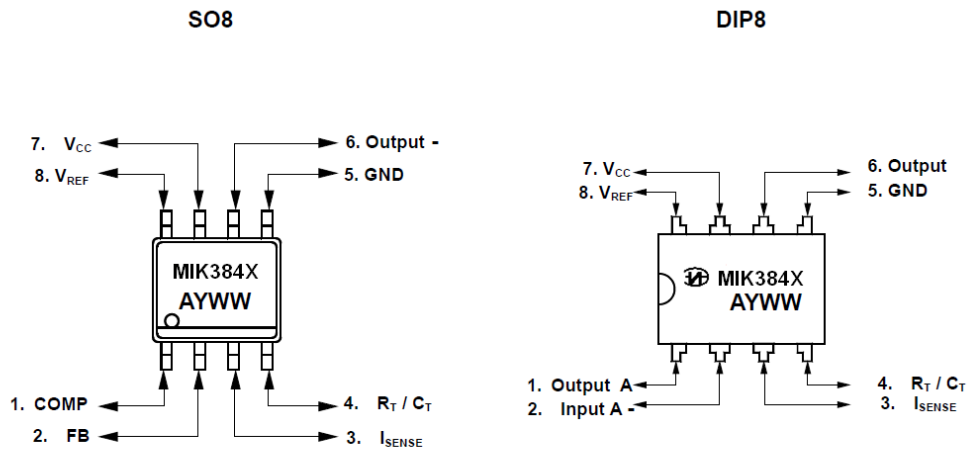 SO8
DIP8
7. VCC
8. VREF
6. Output -
5. GND
MIK384X
AYWW
1. COMP
2. FB
4. RT / CT
3. ISENSE
7. VCC
8. VREF
6. Output
5. GND
MIK384X
AYWW
1. Output A
2. Input A -
4. RT / CT
3. ISENSE